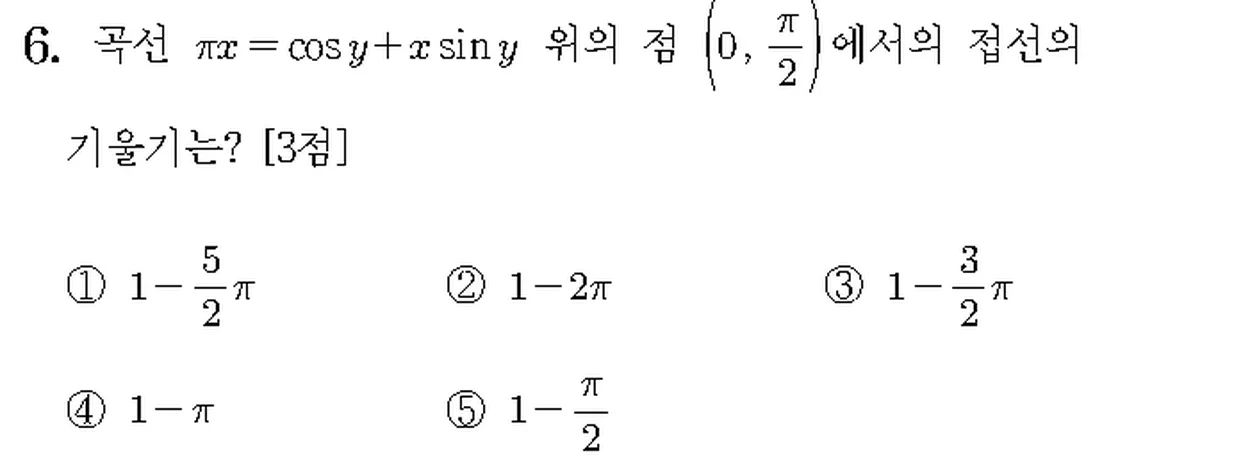 6. 곡선 πx = cos y + x sin y 위의 점 (0, π/2)에서의 접선의
기울기는? [3점]
① 1 − 5/2 π ② 1 − 2π ③ 1 − 3/2 π
④ 1 − π ⑤ 1 − π/2